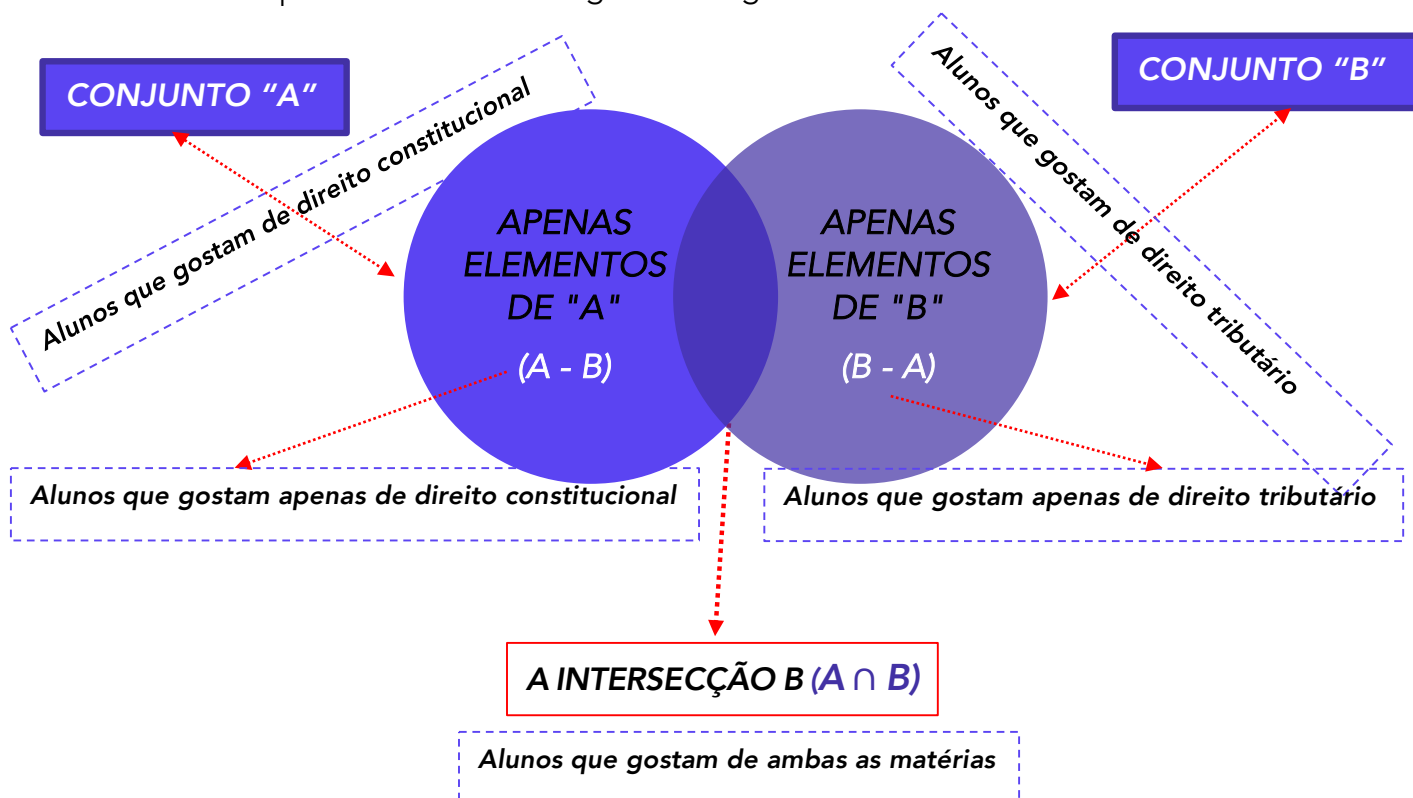 CONJUNTO “A”
CONJUNTO “B”
Alunos que gostam de direito constitucional
Alunos que gostam de direito tributário
APENAS
ELEMENTOS
DE "A"
(A - B)
APENAS
ELEMENTOS
DE "B"
(B - A)
Alunos que gostam apenas de direito constitucional
Alunos que gostam apenas de direito tributário
A INTERSECÇÃO B (A ∩ B)
Alunos que gostam de ambas as matérias